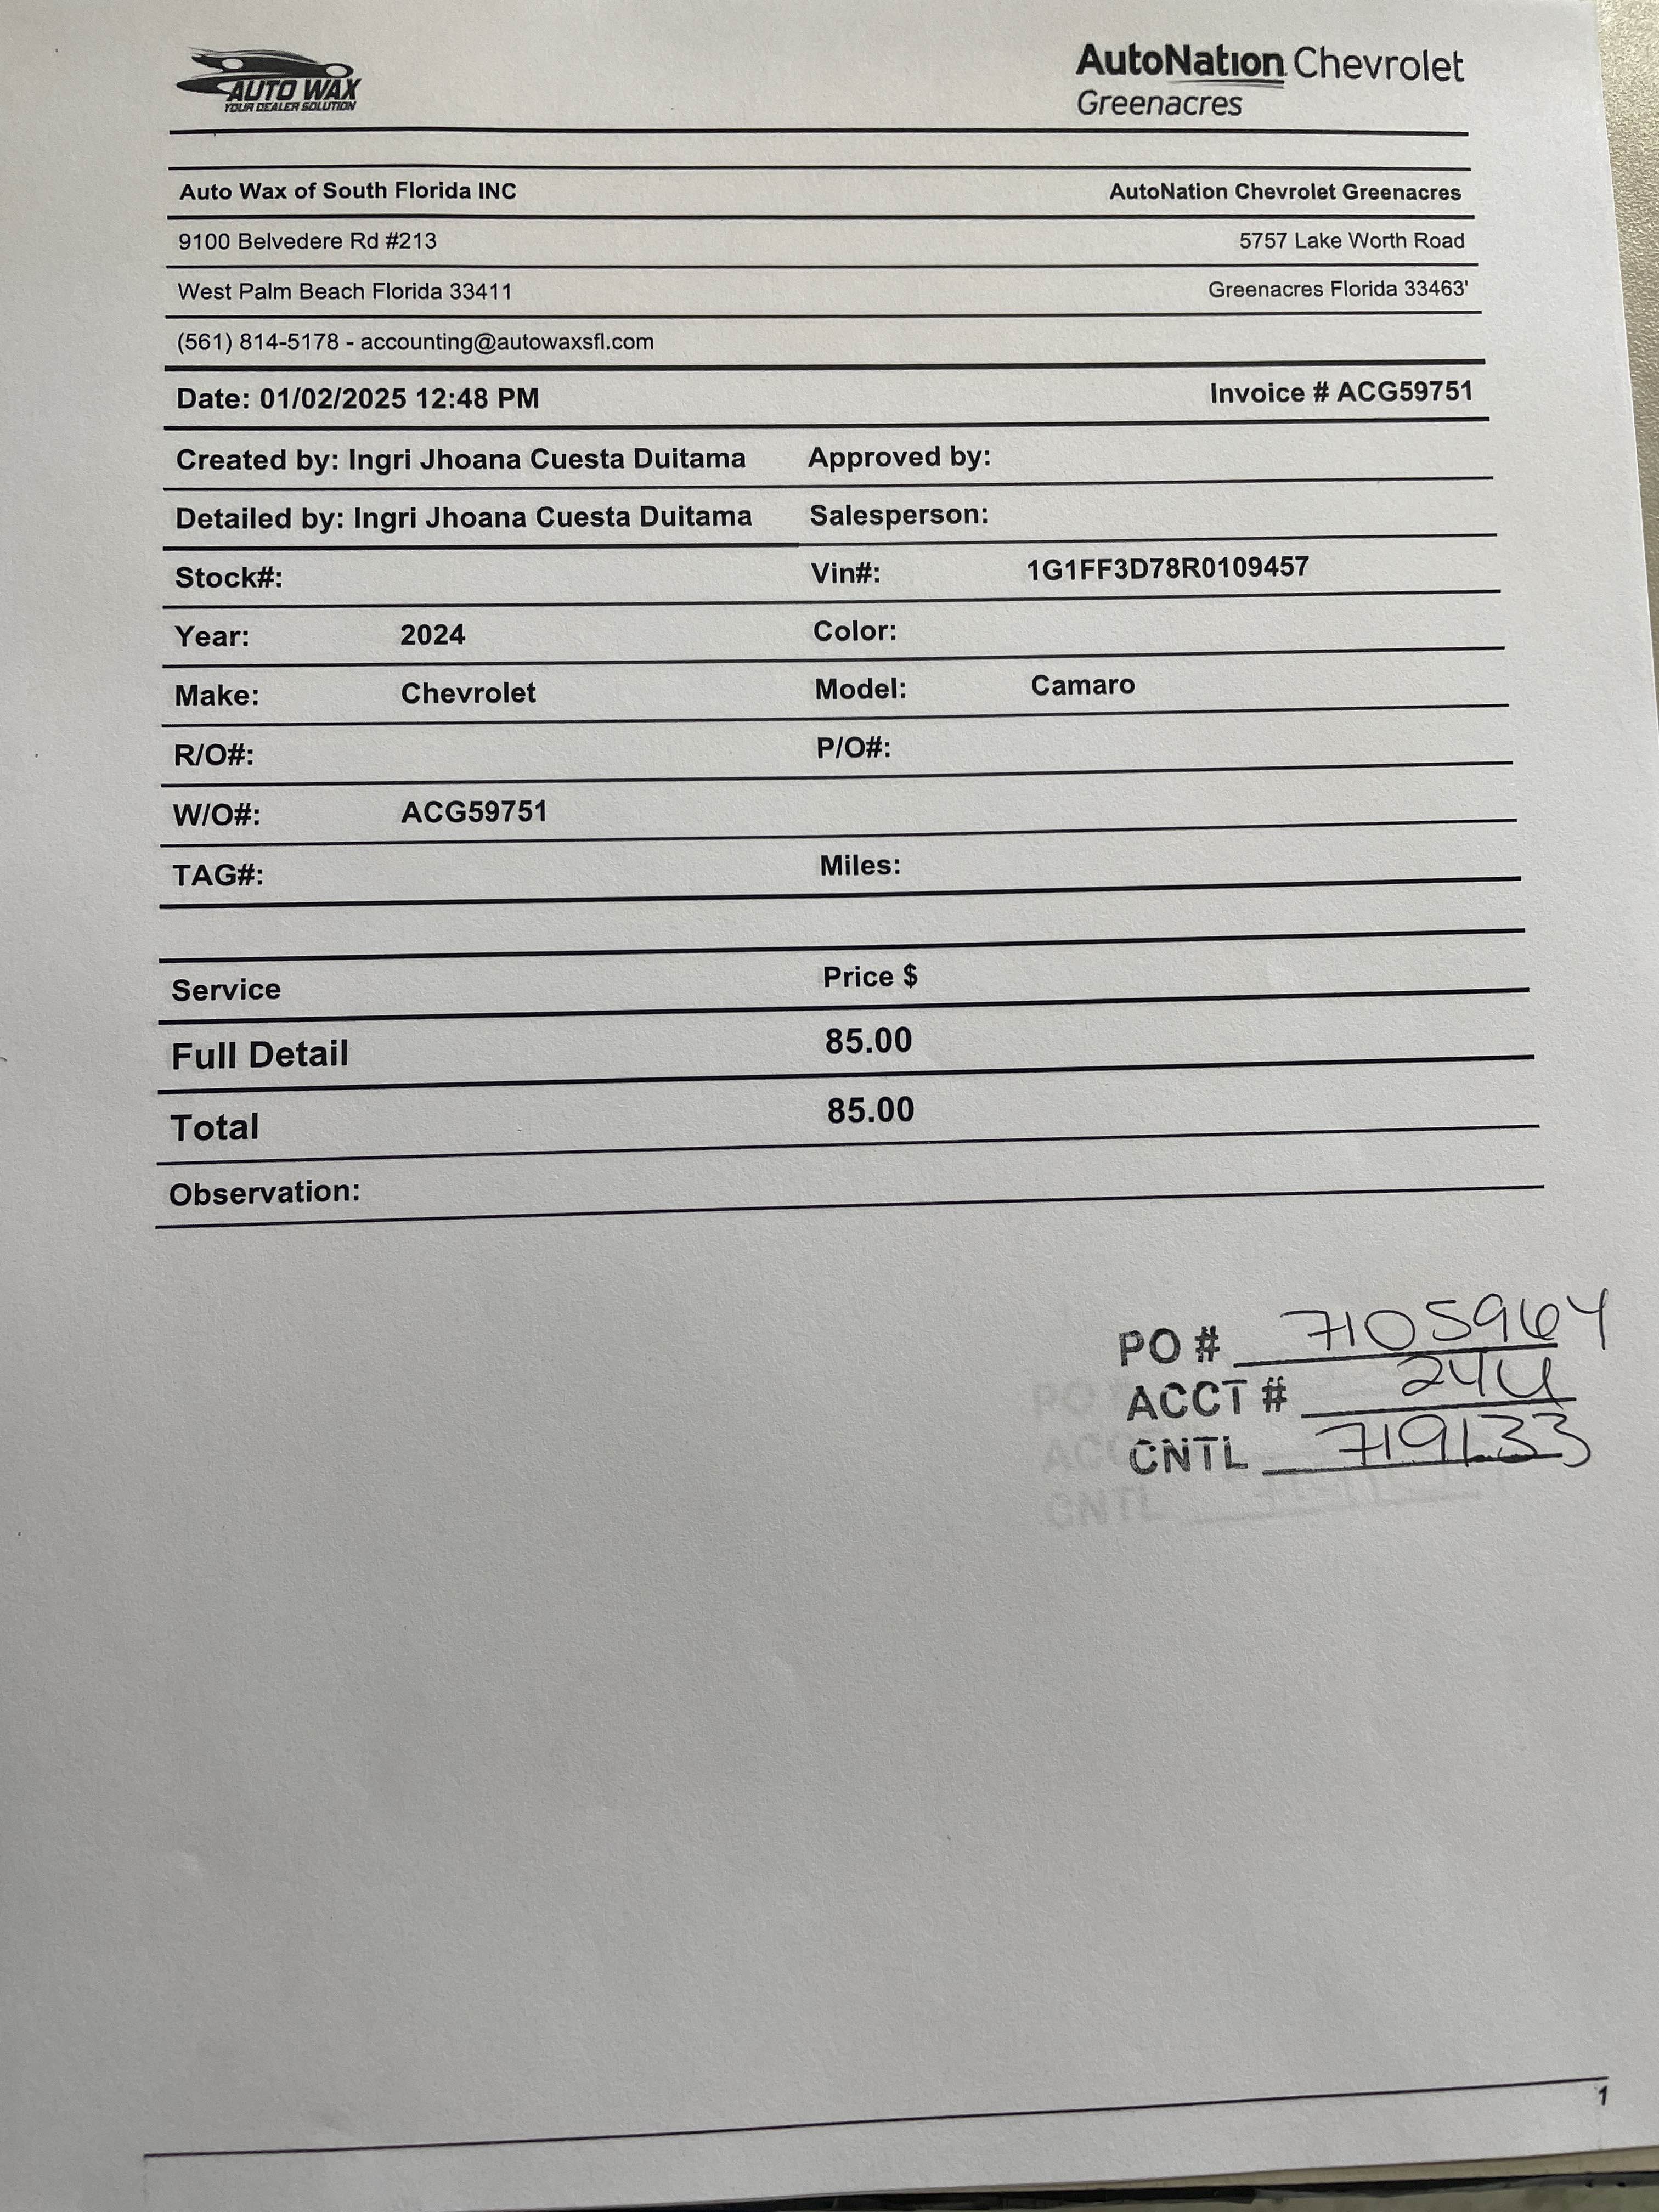 AUTO WAX
YOUR DEALER SOLUTION
AutoNation Chevrolet
Greenacres
Auto Wax of South Florida INC AutoNation Chevrolet Greenacres
9100 Belvedere Rd #213 5757 Lake Worth Road
West Palm Beach Florida 33411 Greenacres Florida 33463'
(561) 814-5178 - accounting@autowaxsfl.com
Date: 01/02/2025 12:48 PM Invoice # ACG59751
Created by: Ingri Jhoana Cuesta Duitama Approved by:
Detailed by: Ingri Jhoana Cuesta Duitama Salesperson:
Stock#: Vin#: 1G1FF3D78R0109457
Year: 2024 Color:
Make: Chevrolet Model: Camaro
R/O#: P/O#:
W/O#: ACG59751
TAG#: Miles:
Service Price $
Full Detail 85.00
Total 85.00
Observation:
PO # 7105964
ACCT #
CNTL 719133
PO #
ACC
CNTL
1